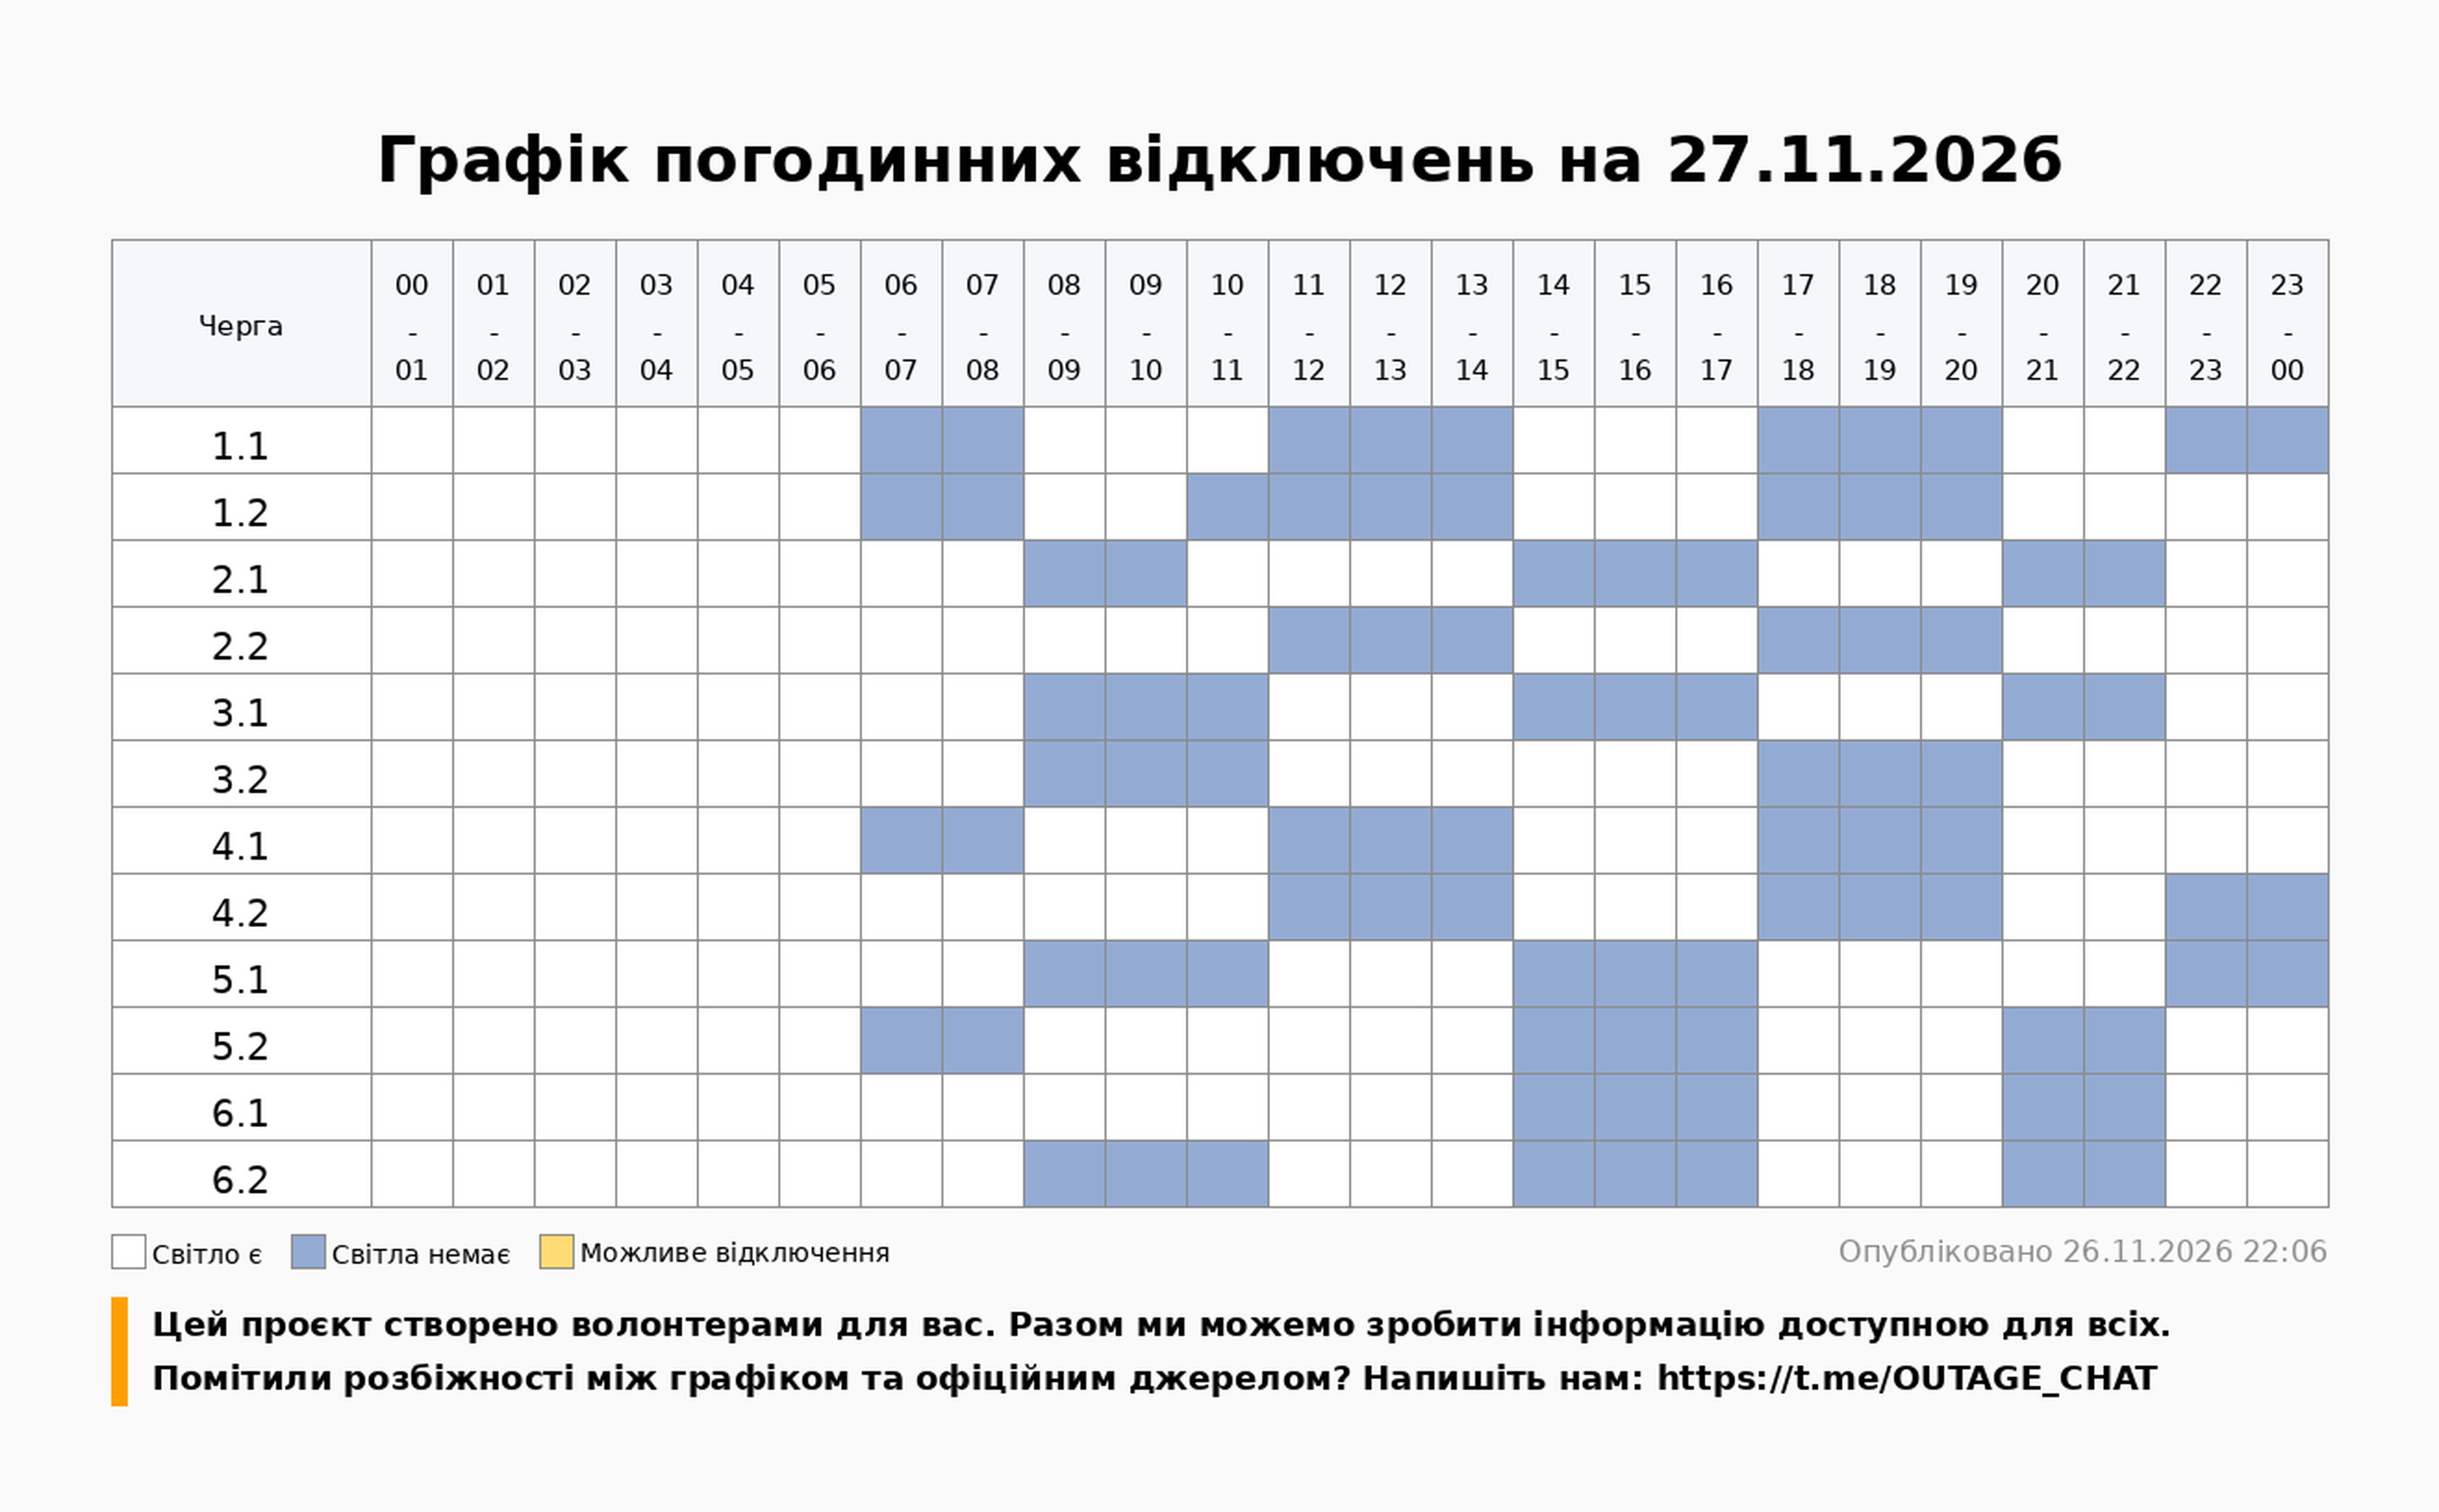 Графік погодинних відключень на 27.11.2026
Черга 00 - 01 01 - 02 02 - 03 03 - 04 04 - 05 05 - 06 06 - 07 07 - 08 08 - 09 09 - 10 10 - 11 11 - 12 12 - 13 13 - 14 14 - 15 15 - 16 16 - 17 17 - 18 18 - 19 19 - 20 20 - 21 21 - 22 22 - 23 23 - 00
1.1
1.2
2.1
2.2
3.1
3.2
4.1
4.2
5.1
5.2
6.1
6.2
Світло є Світла немає Можливе відключення Опубліковано 26.11.2026 22:06
Цей проєкт створено волонтерами для вас. Разом ми можемо зробити інформацію доступною для всіх.
Помітили розбіжності між графіком та офіційним джерелом? Напишіть нам: https://t.me/OUTAGE_CHAT